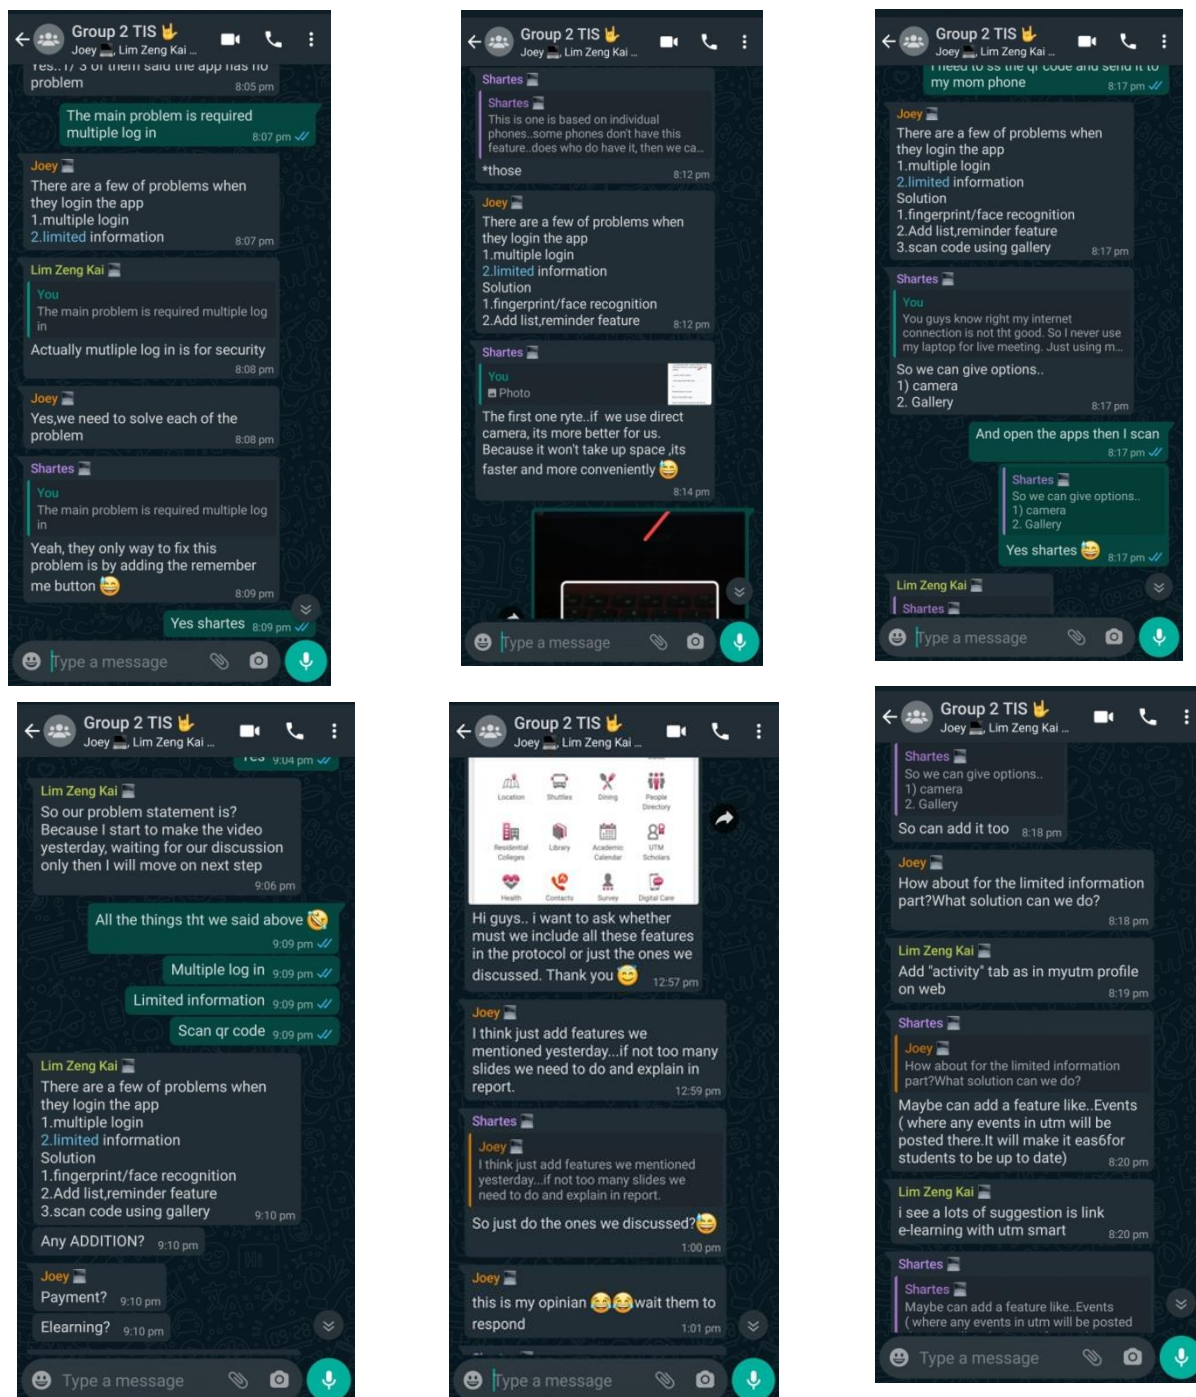 Group 2 TIS 🤟
Joey 💻, Lim Zeng Kai ...
Yes..1/ 3 of them said the app has no
problem
8:05 pm
The main problem is required
multiple log in
8:07 pm
Joey
There are a few of problems when
they login the app
1.multiple login
2.limited information
8:07 pm
Lim Zeng Kai
You
The main problem is required multiple log
in
Actually mutliple log in is for security
8:08 pm
Joey
Yes,we need to solve each of the
problem
8:08 pm
Shartes
You
The main problem is required multiple log
in
Yeah, they only way to fix this
problem is by adding the remember
me button 😅
8:09 pm
Yes shartes 8:09 pm
Type a message
Group 2 TIS 🤟
Joey 💻, Lim Zeng Kai ...
Shartes
Shartes
This is one is based on individual
phones..some phones don't have this
feature..does who do have it, then we ca...
*those
8:12 pm
Joey
There are a few of problems when
they login the app
1.multiple login
2.limited information
Solution
1.fingerprint/face recognition
2.Add list,reminder feature
8:12 pm
Shartes
You
Photo
The first one ryte..if we use direct
camera, its more better for us.
Because it won't take up space ,its
faster and more conveniently 😅
8:14 pm
Type a message
Group 2 TIS 🤟
Joey 💻, Lim Zeng Kai ...
I need to ss the qr code and send it to
my mom phone
8:17 pm
Joey
There are a few of problems when
they login the app
1.multiple login
2.limited information
Solution
1.fingerprint/face recognition
2.Add list,reminder feature
3.scan code using gallery
8:17 pm
Shartes
You
You guys know right my internet
connection is not tht good. So I never use
my laptop for live meeting. Just using m...
So we can give options..
1) camera
2. Gallery
8:17 pm
And open the apps then I scan
8:17 pm
Shartes
So we can give options..
1) camera
2. Gallery
Yes shartes 😅 8:17 pm
Lim Zeng Kai
Shartes
Type a message
Group 2 TIS 🤟
Joey 💻, Lim Zeng Kai ...
Yes 9:04 pm
Lim Zeng Kai
So our problem statement is?
Because I start to make the video
yesterday, waiting for our discussion
only then I will move on next step
9:06 pm
All the things tht we said above 🤣
9:09 pm
Multiple log in 9:09 pm
Limited information 9:09 pm
Scan qr code 9:09 pm
Lim Zeng Kai
There are a few of problems when
they login the app
1.multiple login
2.limited information
Solution
1.fingerprint/face recognition
2.Add list,reminder feature
3.scan code using gallery
9:10 pm
Any ADDITION? 9:10 pm
Joey
Payment? 9:10 pm
Elearning? 9:10 pm
Type a message
Group 2 TIS 🤟
Joey 💻, Lim Zeng Kai ...
Location Shuttles Dining People Directory
Residential Colleges Library Academic Calendar UTM Scholars
Health Contacts Survey Digital Care
Hi guys.. i want to ask whether
must we include all these features
in the protocol or just the ones we
discussed. Thank you 😅
12:57 pm
Joey
I think just add features we
mentioned yesterday...if not too many
slides we need to do and explain in
report.
12:59 pm
Shartes
Joey
I think just add features we mentioned
yesterday...if not too many slides we
need to do and explain in report.
So just do the ones we discussed?😅
1:00 pm
Joey
this is my opinian 😂😂wait them to
respond
1:01 pm
Type a message
Group 2 TIS 🤟
Joey 💻, Lim Zeng Kai ...
Shartes
So we can give options..
1) camera
2. Gallery
So can add it too 8:18 pm
Joey
How about for the limited information
part?What solution can we do?
8:18 pm
Lim Zeng Kai
Add "activity" tab as in myutm profile
on web
8:19 pm
Shartes
Joey
How about for the limited information
part?What solution can we do?
Maybe can add a feature like..Events
( where any events in utm will be
posted there.It will make it eas6for
students to be up to date)
8:20 pm
Lim Zeng Kai
i see a lots of suggestion is link
e-learning with utm smart
8:20 pm
Shartes
Shartes
Maybe can add a feature like..Events
( where any events in utm will be posted
Type a message